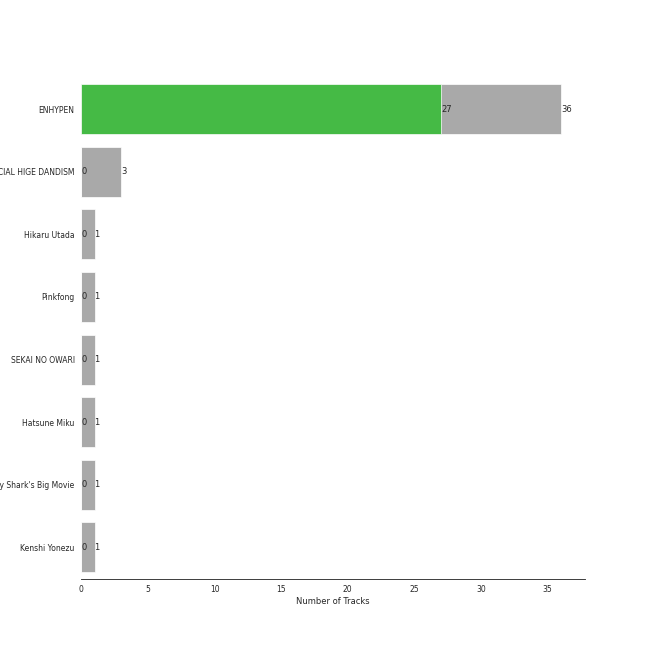 ENHYPEN 27 36
CIAL HIGE DANDISM 0 3
Hikaru Utada 0 1
Pinkfong 0 1
SEKAI NO OWARI 0 1
Hatsune Miku 0 1
y Shark's Big Movie 0 1
Kenshi Yonezu 0 1
0 5 10 15 20 25 30 35
Number of Tracks